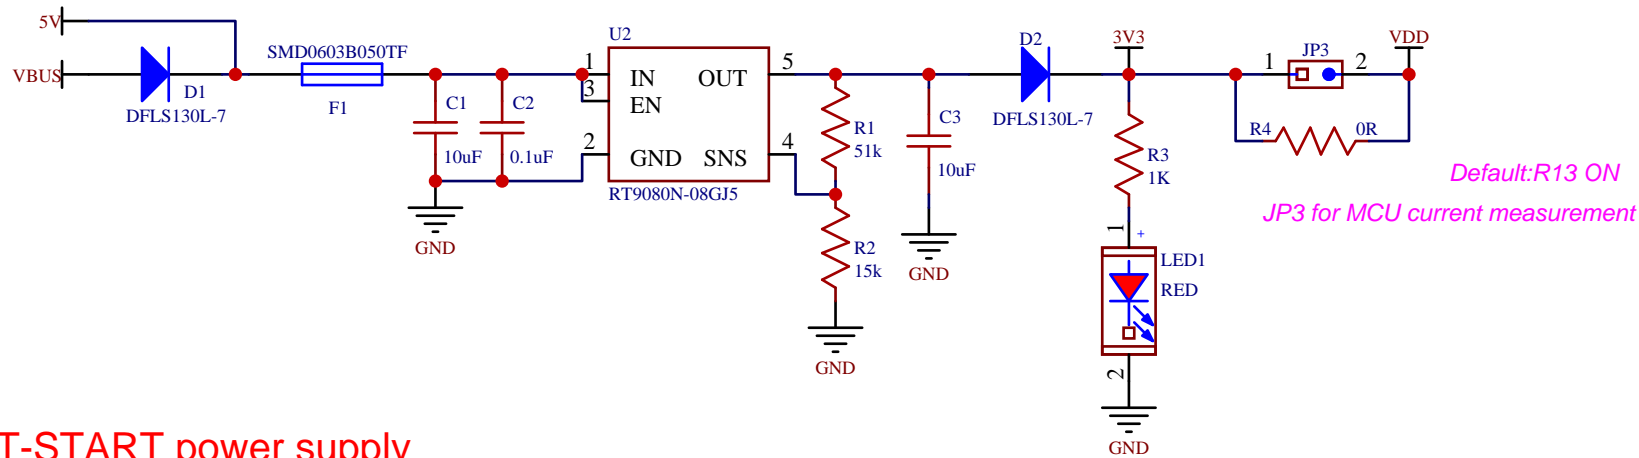 5V
VBUS
D1
DFLS130L-7
SMD0603B050TF
F1
C1
10uF
C2
0.1uF
GND
U2
1
IN
OUT
5
3
EN
2
GND
SNS
4
RT9080N-08GJ5
R1
51k
R2
15k
GND
C3
10uF
GND
D2
DFLS130L-7
3V3
R3
1K
1
+
LED1
RED
2
GND
1
JP3
2
VDD
R4
0R
Default:R13 ON
JP3 for MCU current measurement
T-START power supply